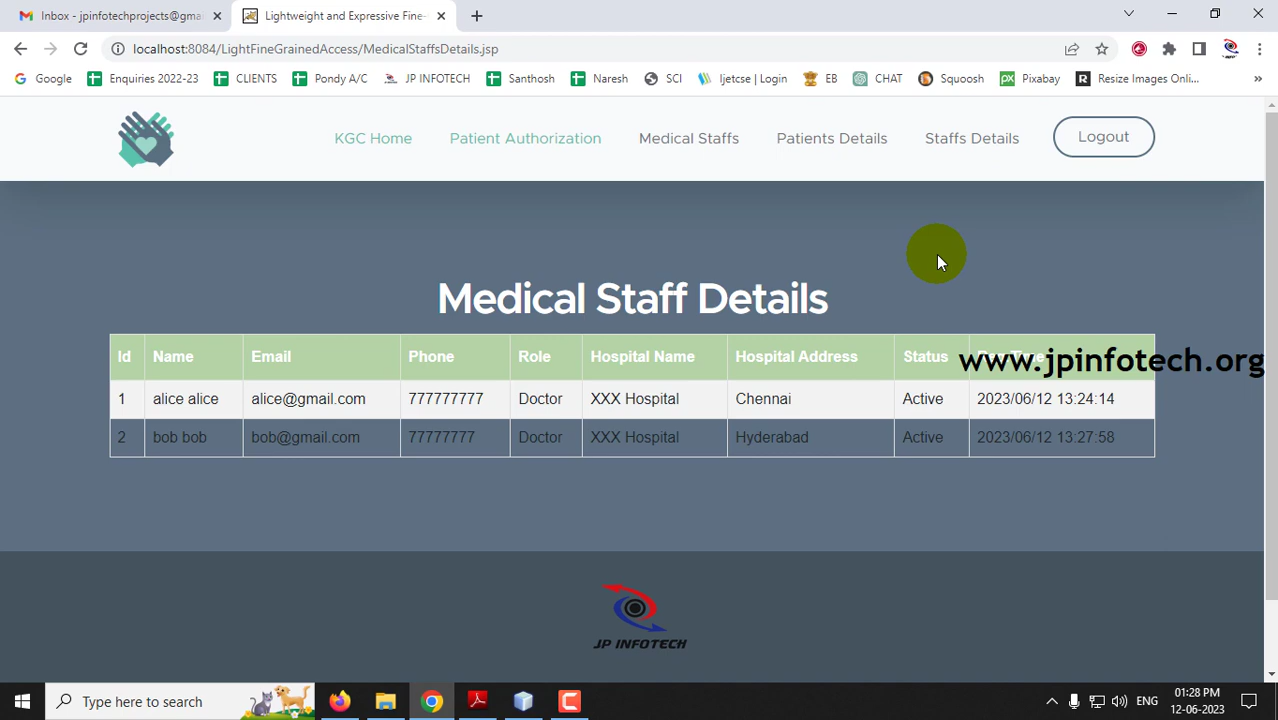 Inbox - jpinfotechprojects@gma
Lightweight and Expressive Fine-
localhost:8084/LightFineGrainedAccess/MedicalStaffsDetails.jsp
Google Enquiries 2022-23 CLIENTS Pondy A/C JP INFOTECH Santhosh Naresh SCI Ijetcse | Login EB CHAT Squoosh px Pixabay R Resize Images Onli... »
KGC Home Patient Authorization Medical Staffs Patients Details Staffs Details Logout
Medical Staff Details
Id Name Email Phone Role Hospital Name Hospital Address Status
www.jpinfotech.org
1 alice alice alice@gmail.com 777777777 Doctor XXX Hospital Chennai Active 2023/06/12 13:24:14
2 bob bob bob@gmail.com 77777777 Doctor XXX Hospital Hyderabad Active 2023/06/12 13:27:58
JP INFOTECH
Type here to search
ENG
01:28 PM
12-06-2023